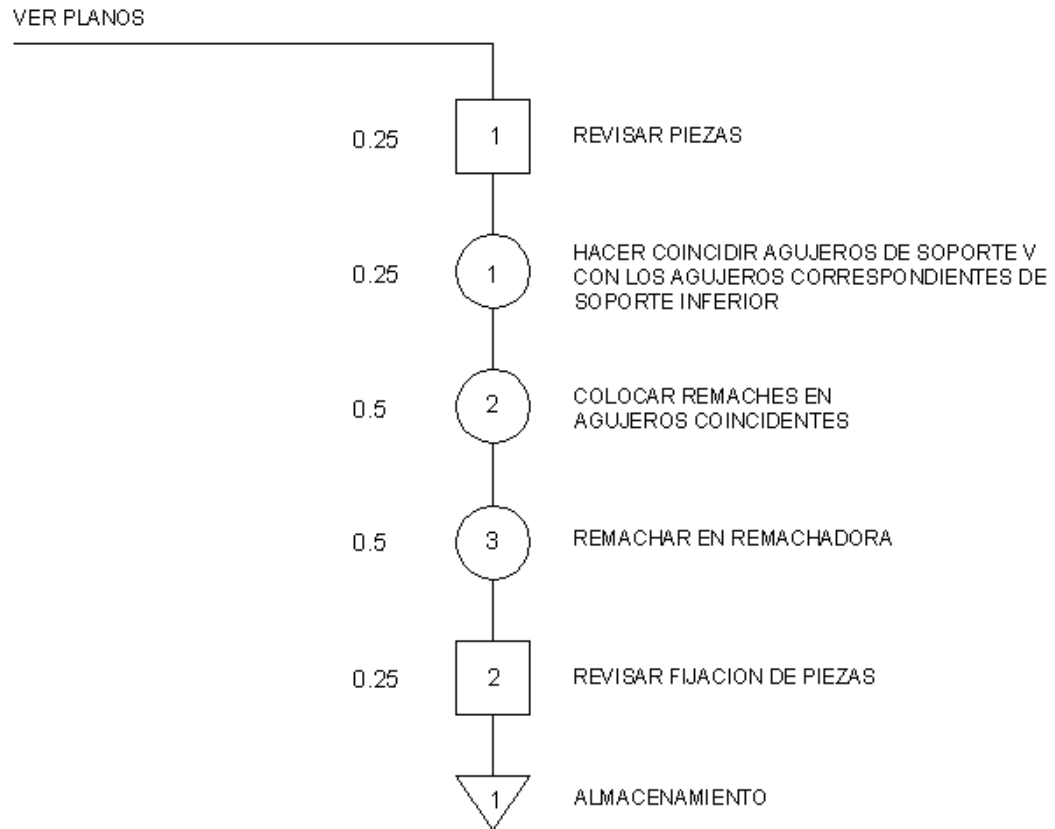 VER PLANOS
0.25
1
REVISAR PIEZAS
0.25
1
HACER COINCIDIR AGUJEROS DE SOPORTE V
CON LOS AGUJEROS CORRESPONDIENTES DE
SOPORTE INFERIOR
0.5
2
COLOCAR REMACHES EN
AGUJEROS COINCIDENTES
0.5
3
REMACHAR EN REMACHADORA
0.25
2
REVISAR FIJACION DE PIEZAS
1
ALMACENAMIENTO